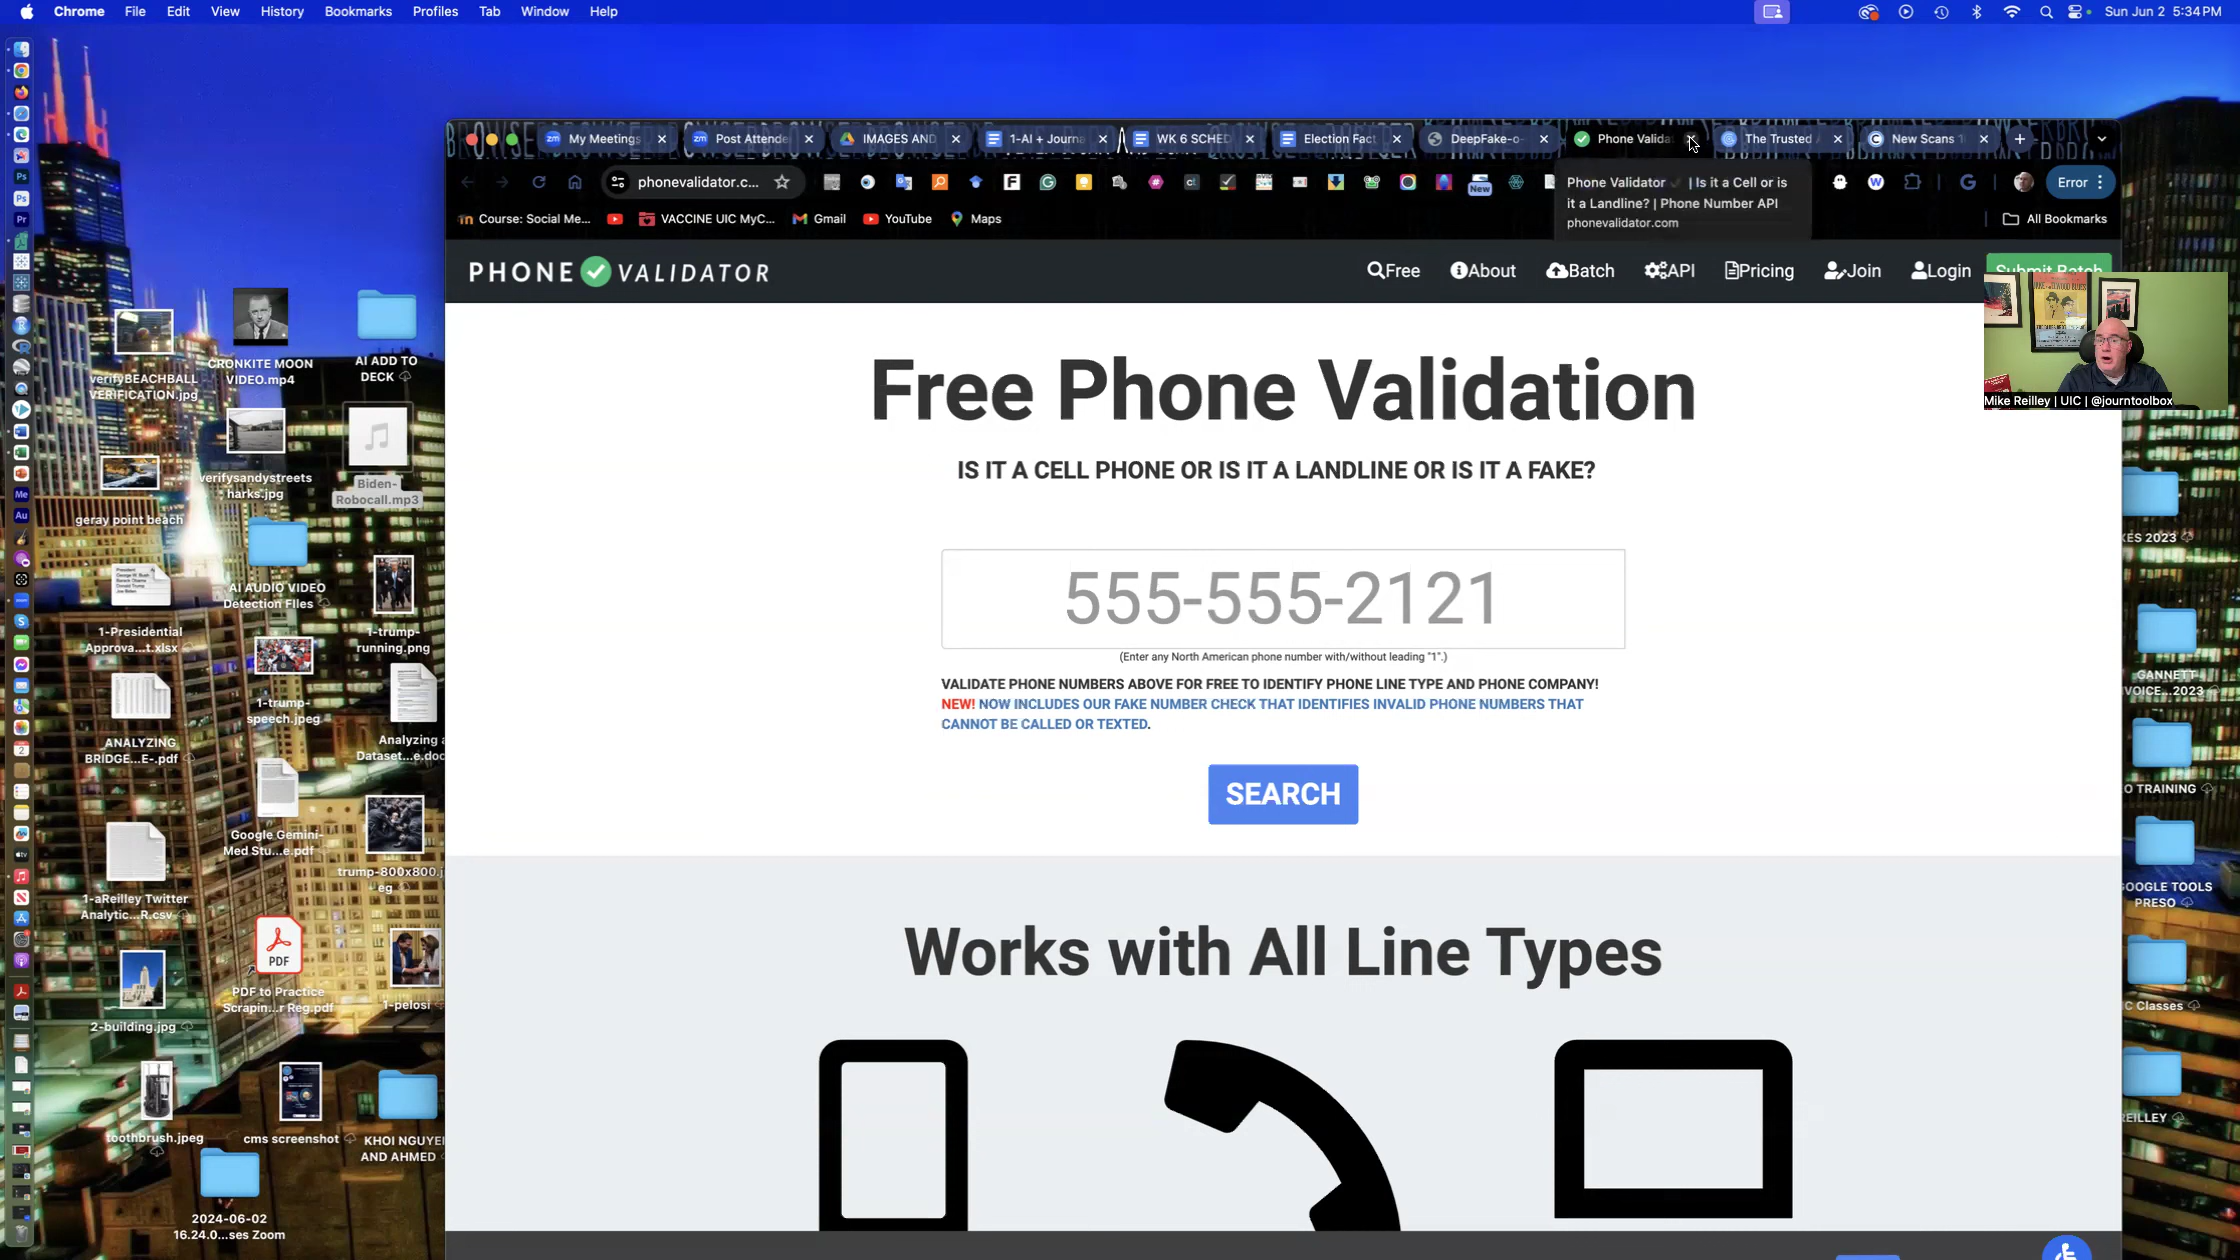 Chrome File Edit View History Bookmarks Profiles Tab Window Help
Sun Jun 2 5:34 PM
My Meetings
Post Attende
IMAGES AND
1-AI + Journa
WK 6 SCHED
Election Fact
DeepFake-o-
Phone Valida
The Trusted
New Scans
phonevalidator.c...
New
Error
Phone Validator | Is it a Cell or is
it a Landline? | Phone Number API
phonevalidator.com
Course: Social Me...
VACCINE UIC MyC...
Gmail
YouTube
Maps
All Bookmarks
PHONE VALIDATOR
Free
About
Batch
API
Pricing
Join
Login
Submit Batch
Mike Reilley | UIC | @journtoolbox
Free Phone Validation
IS IT A CELL PHONE OR IS IT A LANDLINE OR IS IT A FAKE?
555-555-2121
(Enter any North American phone number with/without leading "1".)
VALIDATE PHONE NUMBERS ABOVE FOR FREE TO IDENTIFY PHONE LINE TYPE AND PHONE COMPANY!
NEW! NOW INCLUDES OUR FAKE NUMBER CHECK THAT IDENTIFIES INVALID PHONE NUMBERS THAT
CANNOT BE CALLED OR TEXTED.
SEARCH
Works with All Line Types
verifyBEACHBALL
VERIFICATION.jpg
CRONKITE MOON
VIDEO.mp4
AI ADD TO
DECK
geray point beach
verifysandystreets
harks.jpg
Biden-
Robocall.mp3
1-Presidential
Approva...t.xlsx
AI AUDIO VIDEO
Detection FIles
1-trump-
running.png
ANALYZING
BRIDGE...E-.pdf
1-trump-
speech.jpeg
Analyzing a
Dataset...e.doc
1-aReilley Twitter
Analytic...R.csv
Google Gemini-
Med Stu...e.pdf
trump-800x800.j
eg
PDF
2-building.jpg
PDF to Practice
Scrapin...r Reg.pdf
1-pelosi
toothbrush.jpeg
cms screenshot
KHOI NGUYE
AND AHMED
2024-06-02
16.24.0...ses Zoom
KES 2023
GANNETT
VOICE...2023
O TRAINING
GOOGLE TOOLS
PRESO
C Classes
REILLEY